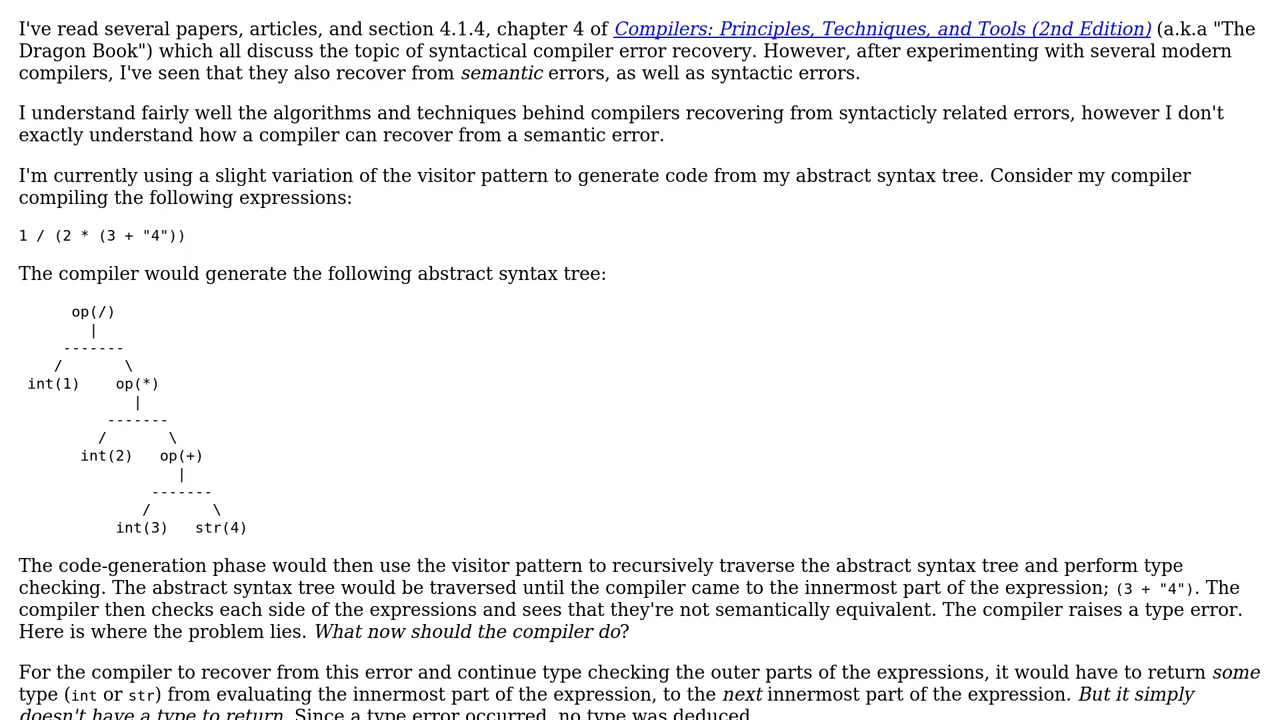 I've read several papers, articles, and section 4.1.4, chapter 4 of Compilers: Principles, Techniques, and Tools (2nd Edition) (a.k.a "The
Dragon Book") which all discuss the topic of syntactical compiler error recovery. However, after experimenting with several modern
compilers, I've seen that they also recover from semantic errors, as well as syntactic errors.
I understand fairly well the algorithms and techniques behind compilers recovering from syntacticly related errors, however I don't
exactly understand how a compiler can recover from a semantic error.
I'm currently using a slight variation of the visitor pattern to generate code from my abstract syntax tree. Consider my compiler
compiling the following expressions:
1 / (2 * (3 + "4"))
The compiler would generate the following abstract syntax tree:
      op(/)
        |
     -------
    /       \
 int(1)    op(*)
             |
          -------
         /       \
       int(2)   op(+)
                  |
               -------
              /       \
           int(3)   str(4)
The code-generation phase would then use the visitor pattern to recursively traverse the abstract syntax tree and perform type
checking. The abstract syntax tree would be traversed until the compiler came to the innermost part of the expression; (3 + "4"). The
compiler then checks each side of the expressions and sees that they're not semantically equivalent. The compiler raises a type error.
Here is where the problem lies. What now should the compiler do?
For the compiler to recover from this error and continue type checking the outer parts of the expressions, it would have to return some
type (int or str) from evaluating the innermost part of the expression, to the next innermost part of the expression. But it simply
doesn't have a type to return. Since a type error occurred, no type was deduced.